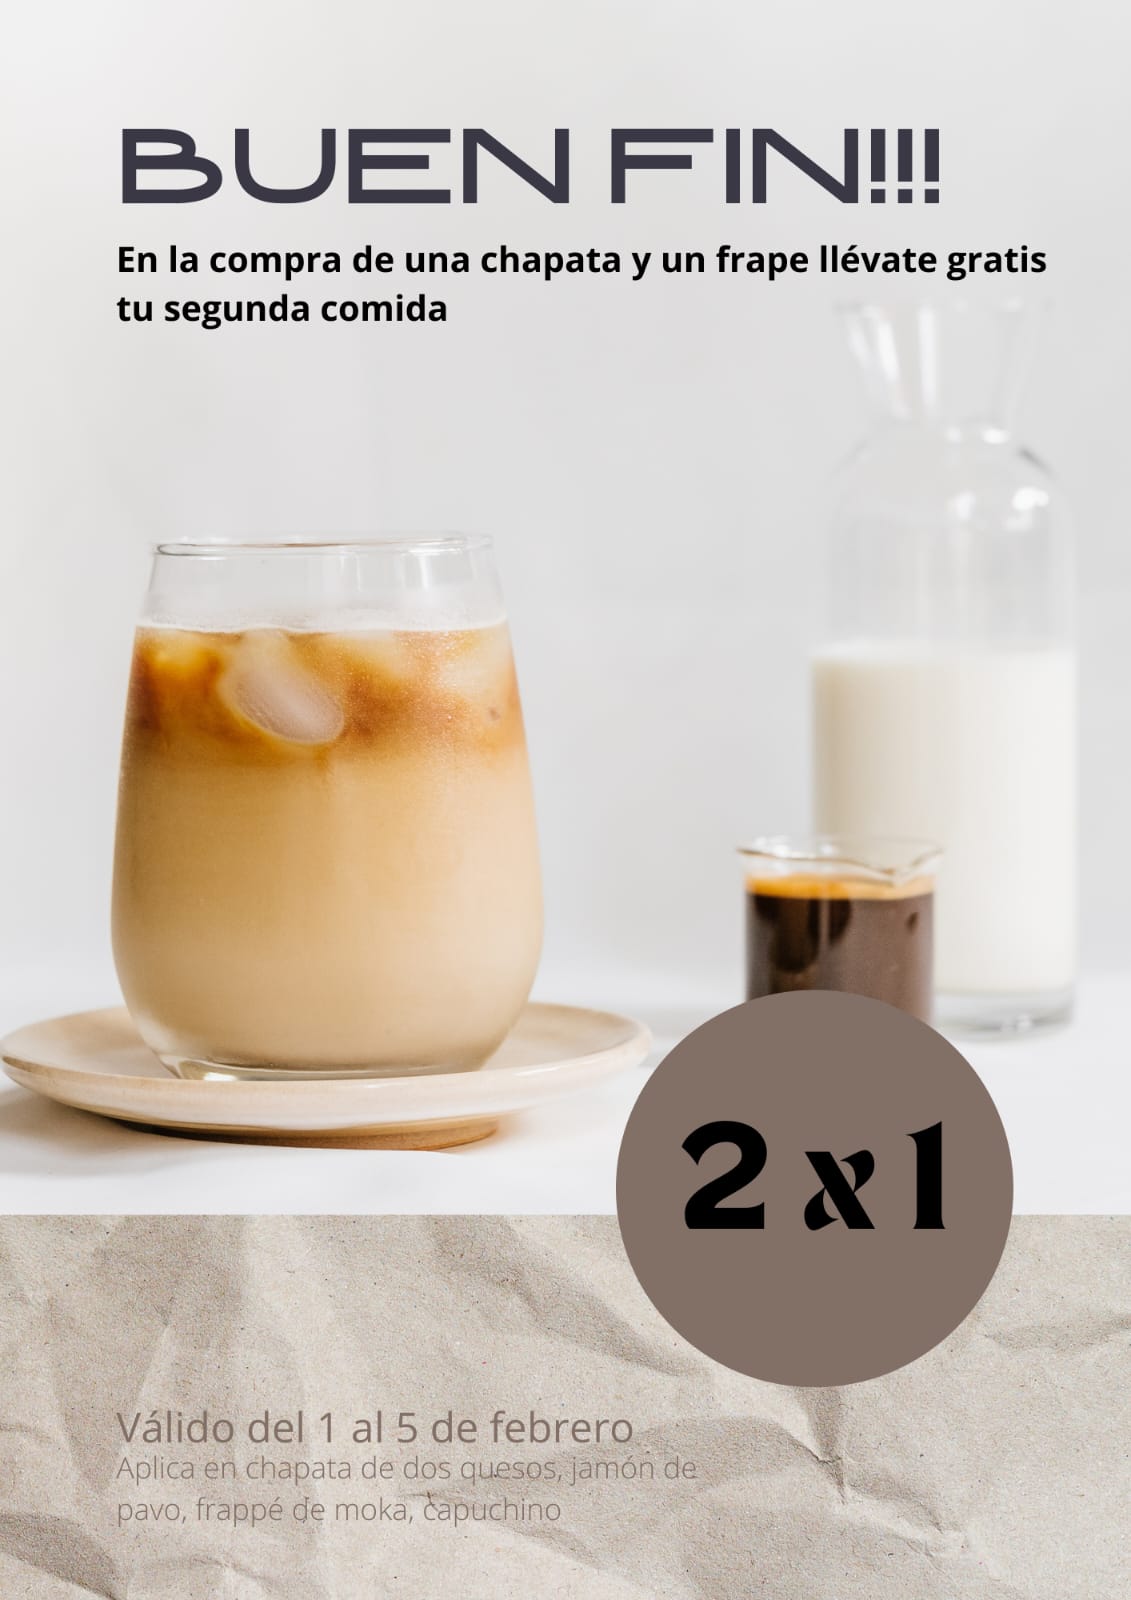 BUEN FIN!!!
En la compra de una chapata y un frape llévate gratis
tu segunda comida
2 x 1
Válido del 1 al 5 de febrero
Aplica en chapata de dos quesos, jamón de
pavo, frappé de moka, capuchino